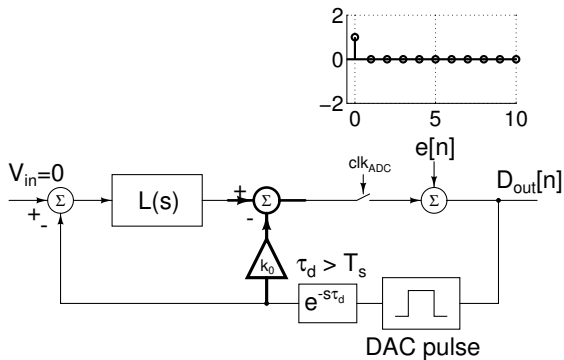 2
0
−2
0
5
10
e[n]
V_in=0
clk_ADC
D_out[n]
+
-
Σ
L(s)
+
-
Σ
Σ
k_0
τ_d > T_s
e^-sτ_d
DAC pulse